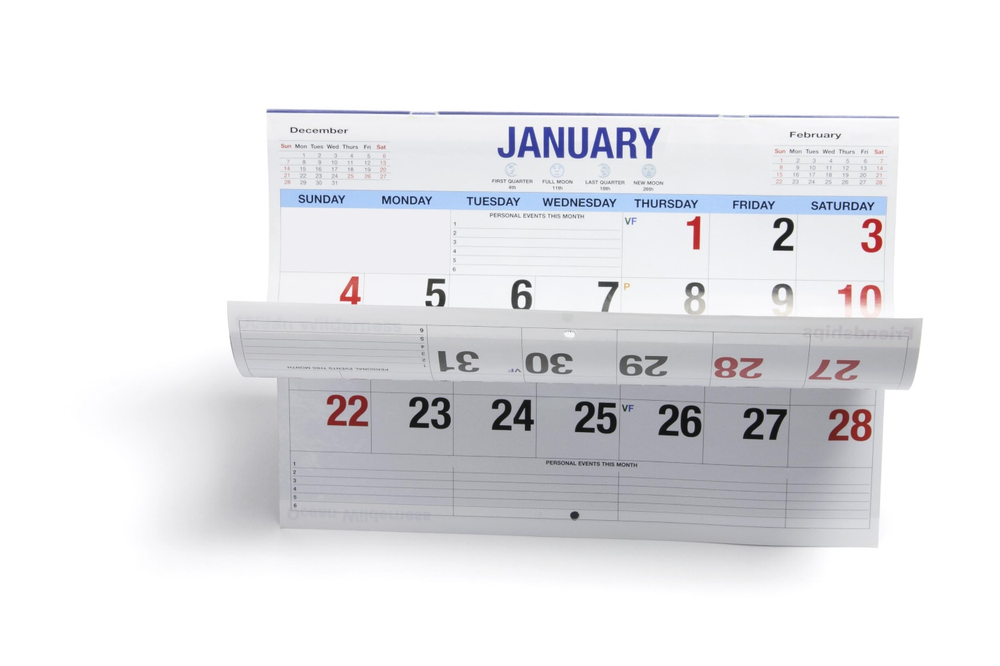 December
Sun Mon Tues Wed Thurs Fri Sat
1 2 3 4 5 6
7 8 9 10 11 12 13
14 15 16 17 18 19 20
21 22 23 24 25 26 27
28 29 30 31
JANUARY
FIRST QUARTER FULL MOON LAST QUARTER NEW MOON
4th 11th 18th 26th
February
Sun Mon Tues Wed Thurs Fri Sat
1 2 3 4 5 6 7
8 9 10 11 12 13 14
15 16 17 18 19 20 21
22 23 24 25 26 27 28
SUNDAY MONDAY TUESDAY WEDNESDAY THURSDAY FRIDAY SATURDAY
PERSONAL EVENTS THIS MONTH
1
2
3
4
5
6
VF 1 2 3
4 5 6 7 P 8 9 10
Ocean Wilderness Friendships
6
5
4
3
2
1
PERSONAL EVENTS THIS MONTH
31 VF 30 29 28 27
22 23 24 25 VF 26 27 28
PERSONAL EVENTS THIS MONTH
1
2
3
4
5
6
Ocean Wilderness